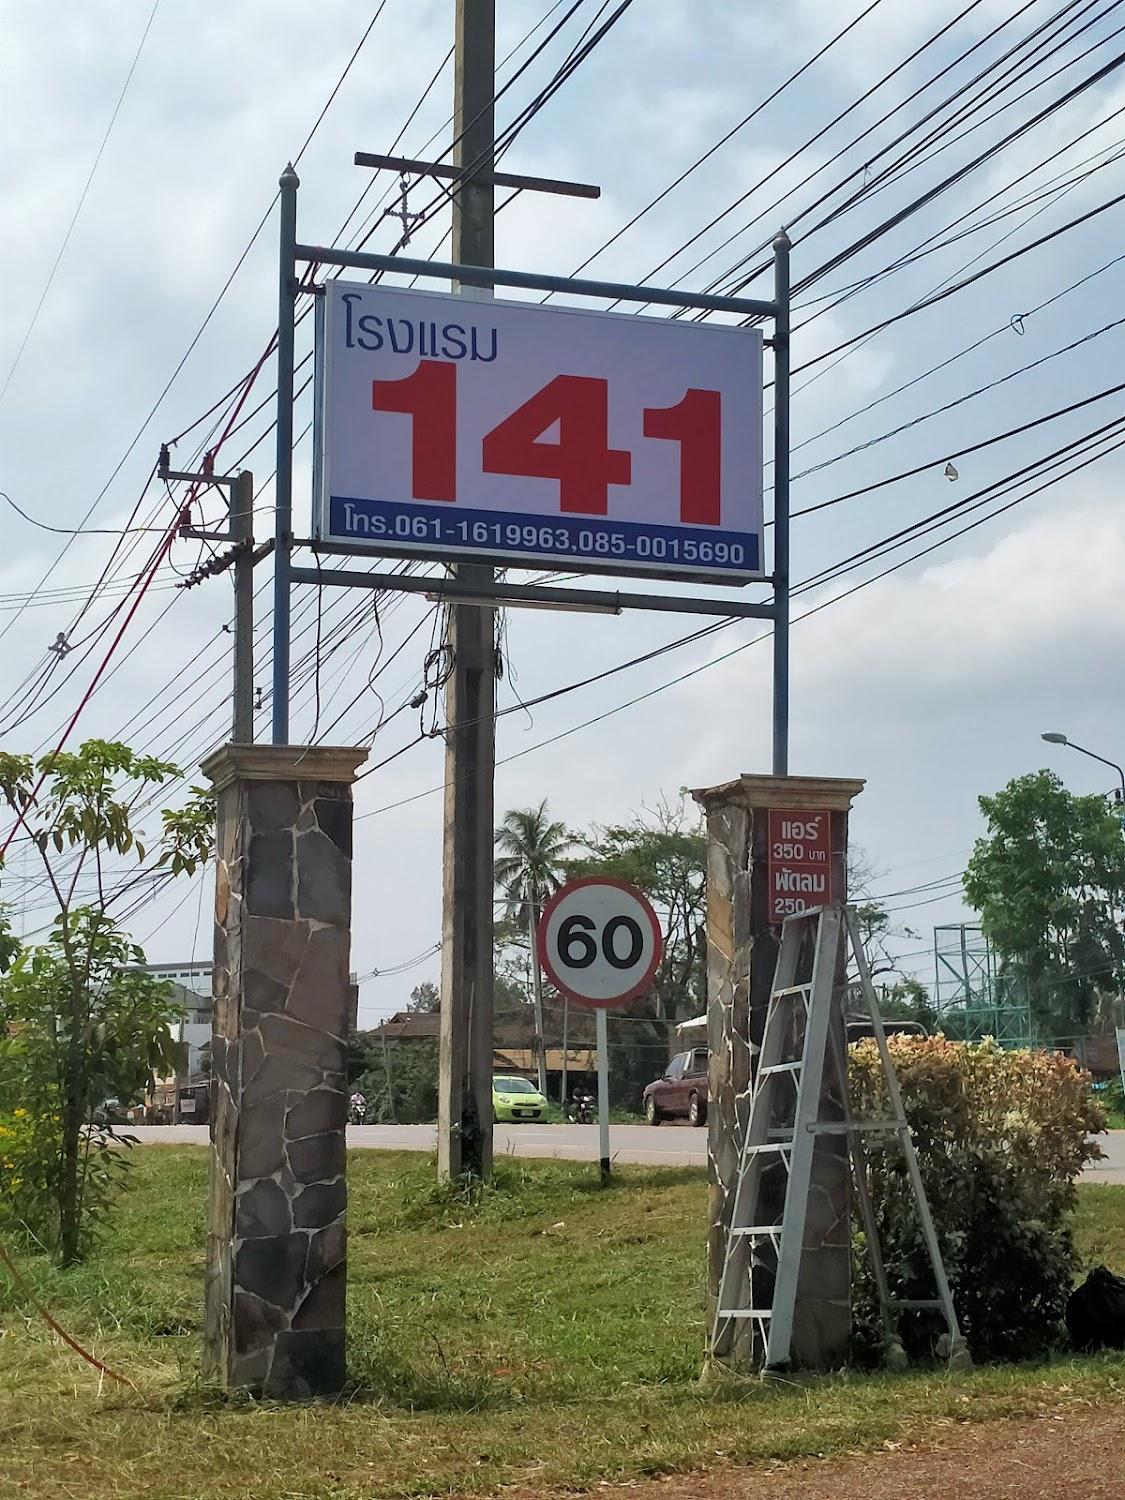 โรงแรม
141
โทร.061-1619963,085-0015690
แอร์
350 บาท
พัดลม
250
60